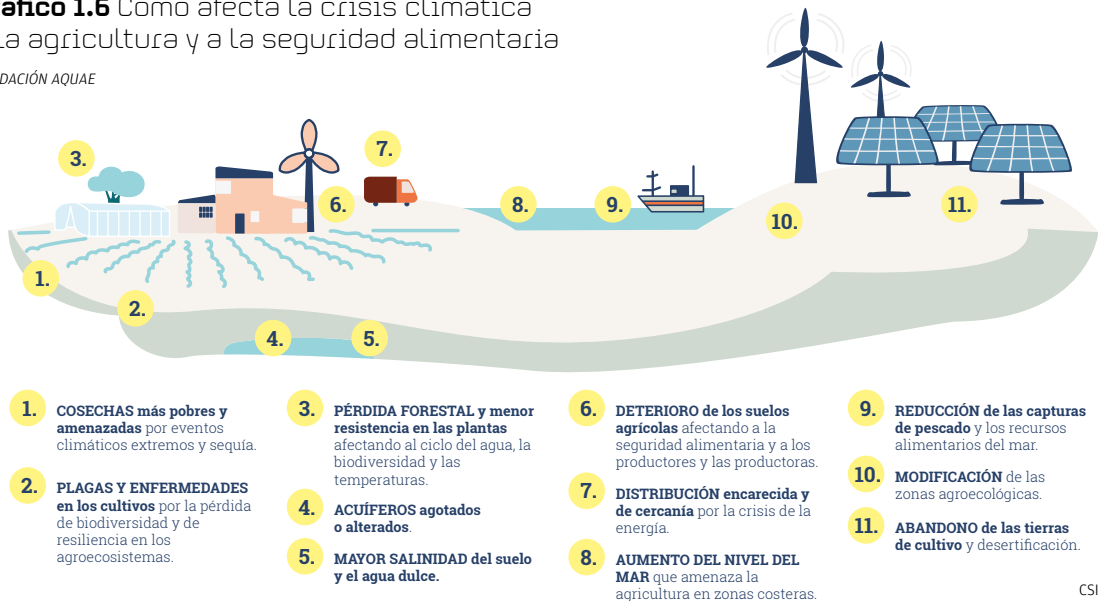 áfico 1.6 Cómo afecta la crisis climática
la agricultura y a la seguridad alimentaria
DACIÓN AQUAE
3.
7.
6.
8.
9.
10.
11.
1.
2.
4.
5.
1. COSECHAS más pobres y
amenazadas por eventos
climáticos extremos y sequía.
2. PLAGAS Y ENFERMEDADES
en los cultivos por la pérdida
de biodiversidad y de
resiliencia en los
agroecosistemas.
3. PÉRDIDA FORESTAL y menor
resistencia en las plantas
afectando al ciclo del agua, la
biodiversidad y las
temperaturas.
4. ACUÍFEROS agotados
o alterados.
5. MAYOR SALINIDAD del suelo
y el agua dulce.
6. DETERIORO de los suelos
agrícolas afectando a la
seguridad alimentaria y a los
productores y las productoras.
7. DISTRIBUCIÓN encarecida y
de cercanía por la crisis de la
energía.
8. AUMENTO DEL NIVEL DEL
MAR que amenaza la
agricultura en zonas costeras.
9. REDUCCIÓN de las capturas
de pescado y los recursos
alimentarios del mar.
10. MODIFICACIÓN de las
zonas agroecológicas.
11. ABANDONO de las tierras
de cultivo y desertificación.
CSI